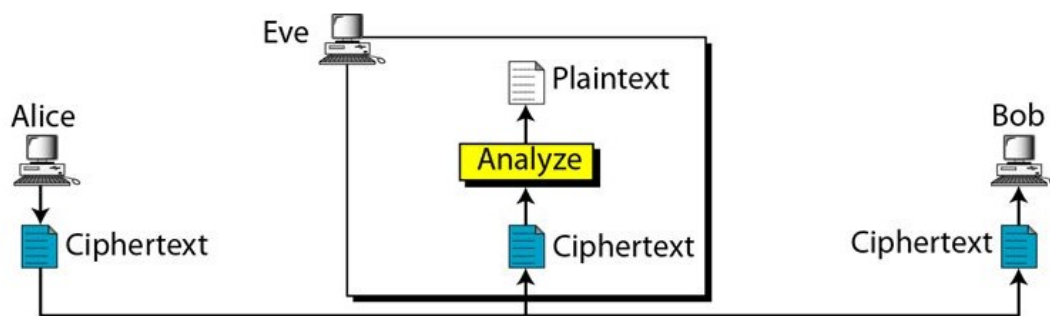 Eve
Plaintext
Alice
Bob
Analyze
Ciphertext
Ciphertext
Ciphertext